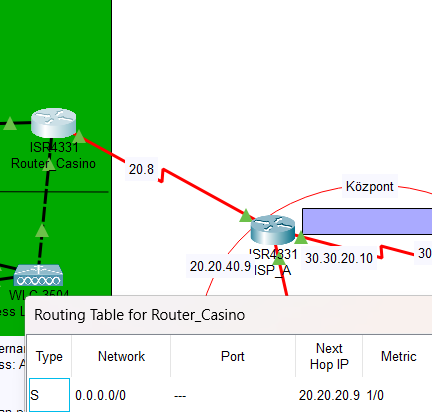 ISR4331
Router_Casino
20.8
Központ
ISR4331
ISP_A
20.20.40.9
30.30.20.10
30
WLC-3504
ess L
Routing Table for Router_Casino
Type Network Port Next Hop IP Metric
S 0.0.0.0/0 --- 20.20.20.9 1/0
ernar
ss: A